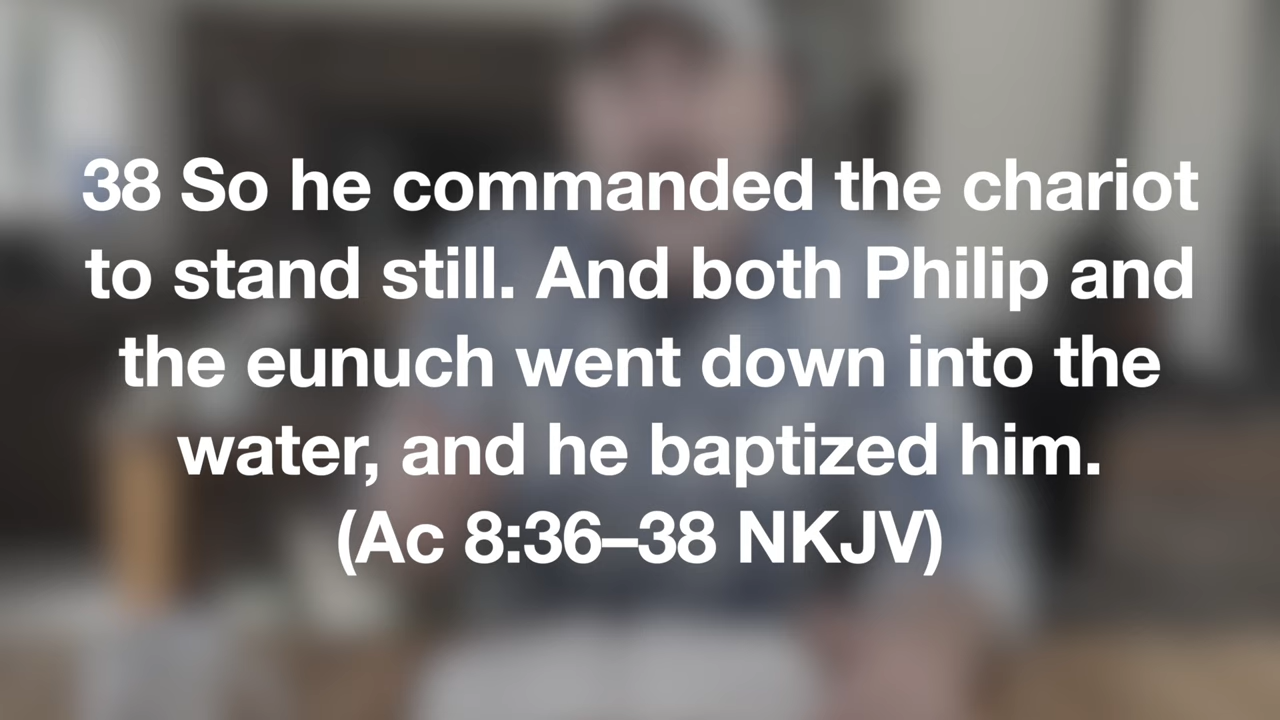 38 So he commanded the chariot
to stand still. And both Philip and
the eunuch went down into the
water, and he baptized him.
(Ac 8:36–38 NKJV)